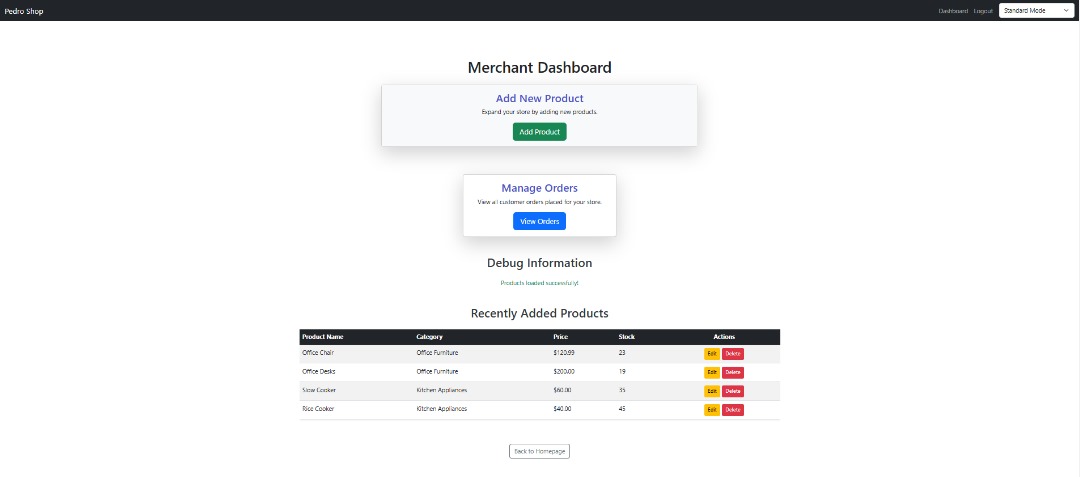 Pedro Shop
Dashboard Logout Standard Mode
Merchant Dashboard
Add New Product
Expand your store by adding new products.
Add Product
Manage Orders
View all customer orders placed for your store.
View Orders
Debug Information
Products loaded successfully!
Recently Added Products
Product Name Category Price Stock Actions
Office Chair Office Furniture $120.99 23 Edit Delete
Office Desks Office Furniture $200.00 19 Edit Delete
Slow Cooker Kitchen Appliances $60.00 35 Edit Delete
Rice Cooker Kitchen Appliances $40.00 45 Edit Delete
Back to Homepage